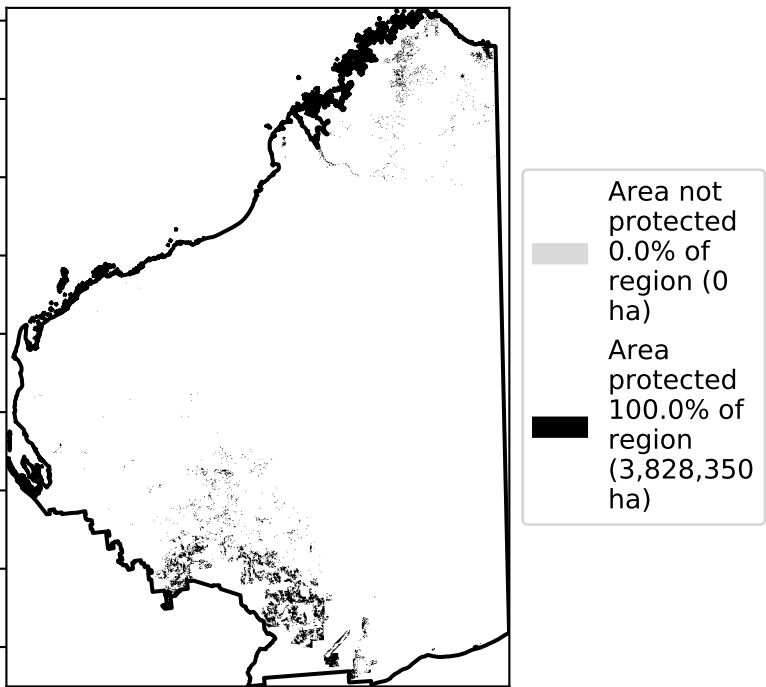 Area not
protected
0.0% of
region (0
ha)
Area
protected
100.0% of
region
(3,828,350
ha)